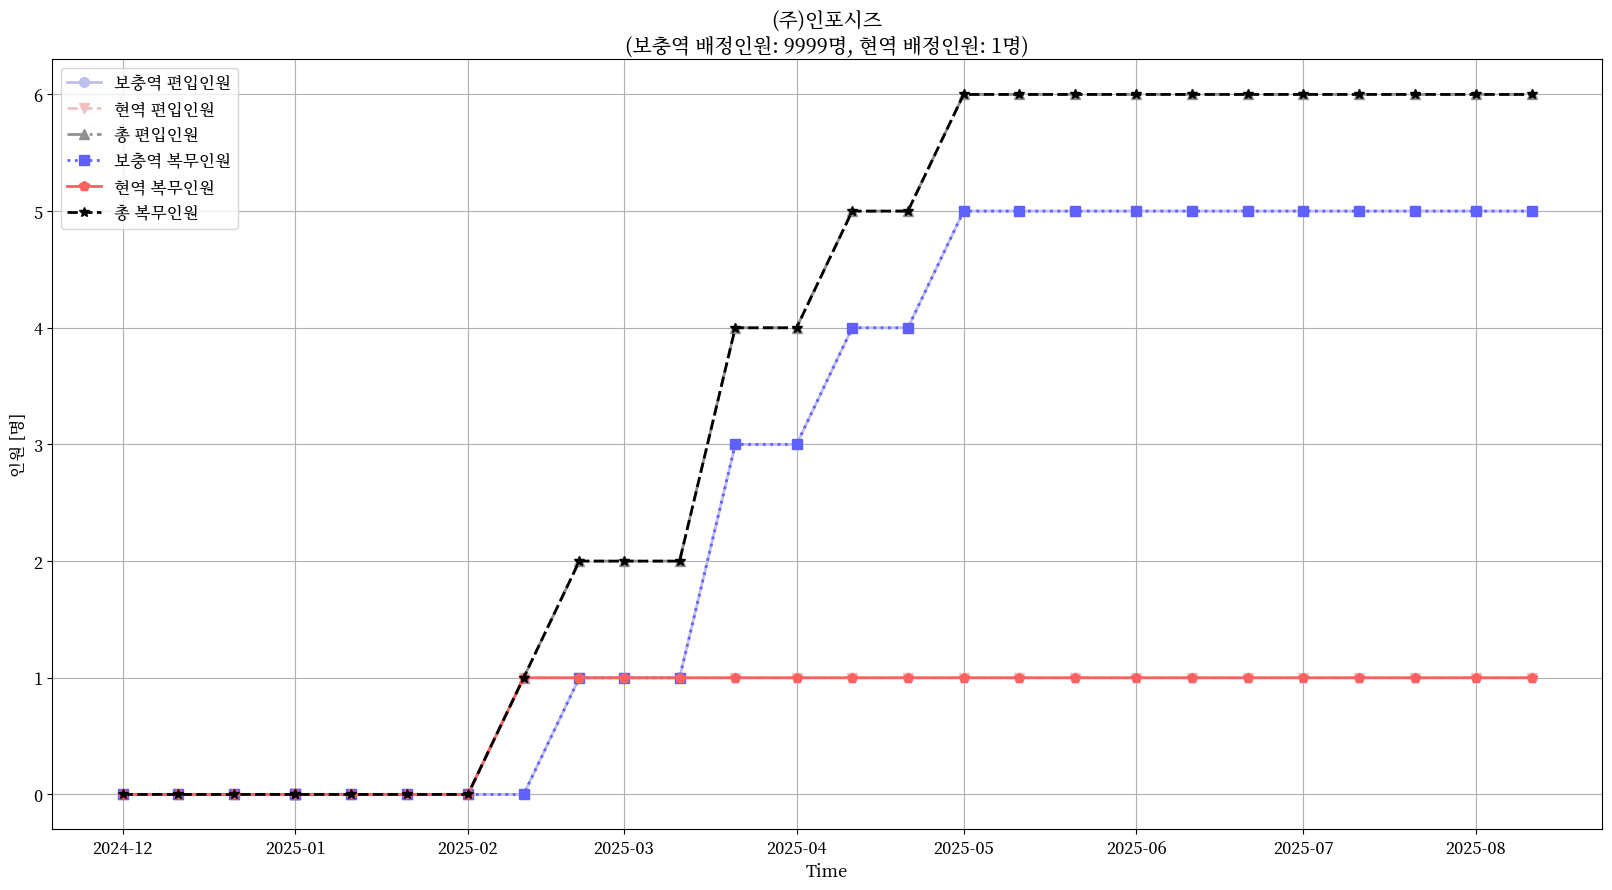 (주)인포시즈
(보충역 배정인원: 9999명, 현역 배정인원: 1명)
보충역 편입인원
현역 편입인원
총 편입인원
보충역 복무인원
현역 복무인원
총 복무인원
인원 [명]
6
5
4
3
2
1
0
2024-12 2025-01 2025-02 2025-03 2025-04 2025-05 2025-06 2025-07 2025-08
Time